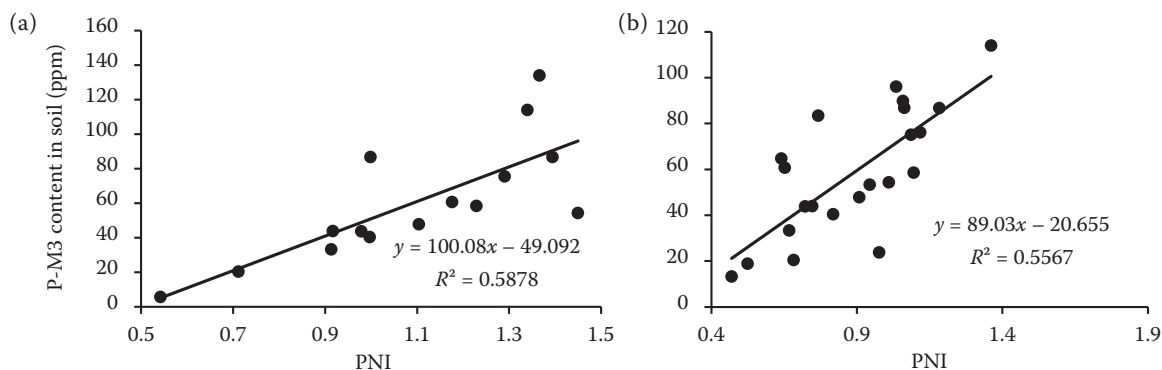 (a)
P-M3 content in soil (ppm)
160
140
120
100
80
60
40
20
0
y = 100.08x – 49.092
R² = 0.5878
0.5 0.7 0.9 1.1 1.3 1.5
PNI
(b)
120
100
80
60
40
20
0
y = 89.03x – 20.655
R² = 0.5567
0.4 0.9 1.4 1.9
PNI